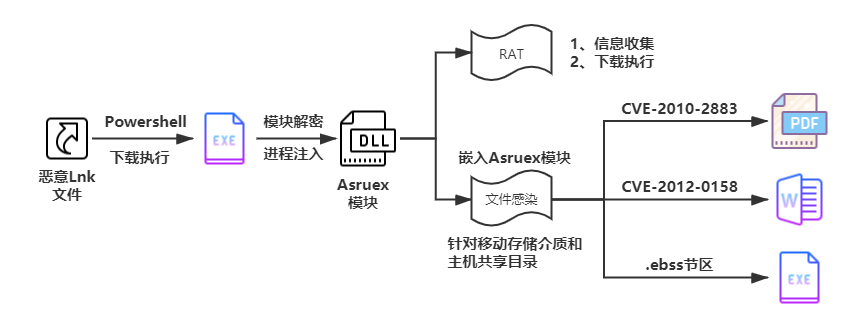 恶意Lnk
文件
Powershell
下载执行
EXE
模块解密
进程注入
DLL
Asruex
模块
RAT
1、信息收集
2、下载执行
嵌入Asruex模块
文件感染
针对移动存储介质和
主机共享目录
CVE-2010-2883
PDF
CVE-2012-0158
W
.ebss节区
EXE